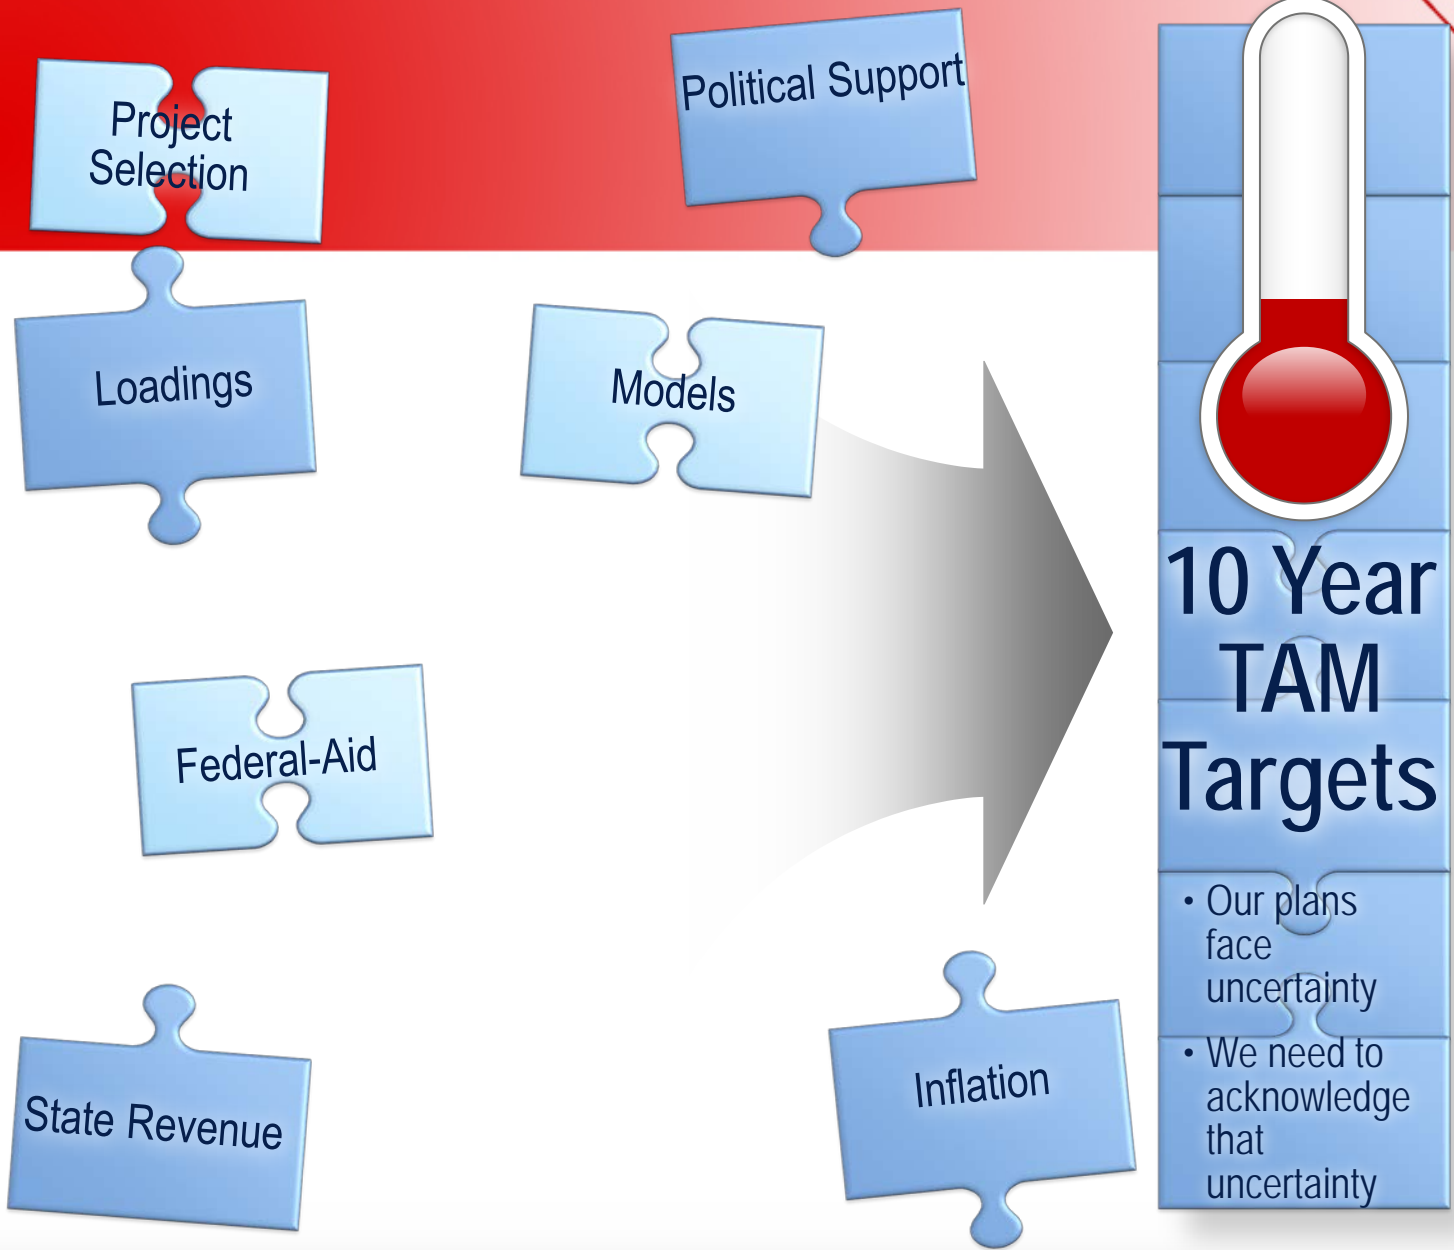 Project
Selection
Political Support
Loadings
Models
Federal-Aid
State Revenue
Inflation
10 Year
TAM
Targets
• Our plans
face
uncertainty
• We need to
acknowledge
that
uncertainty